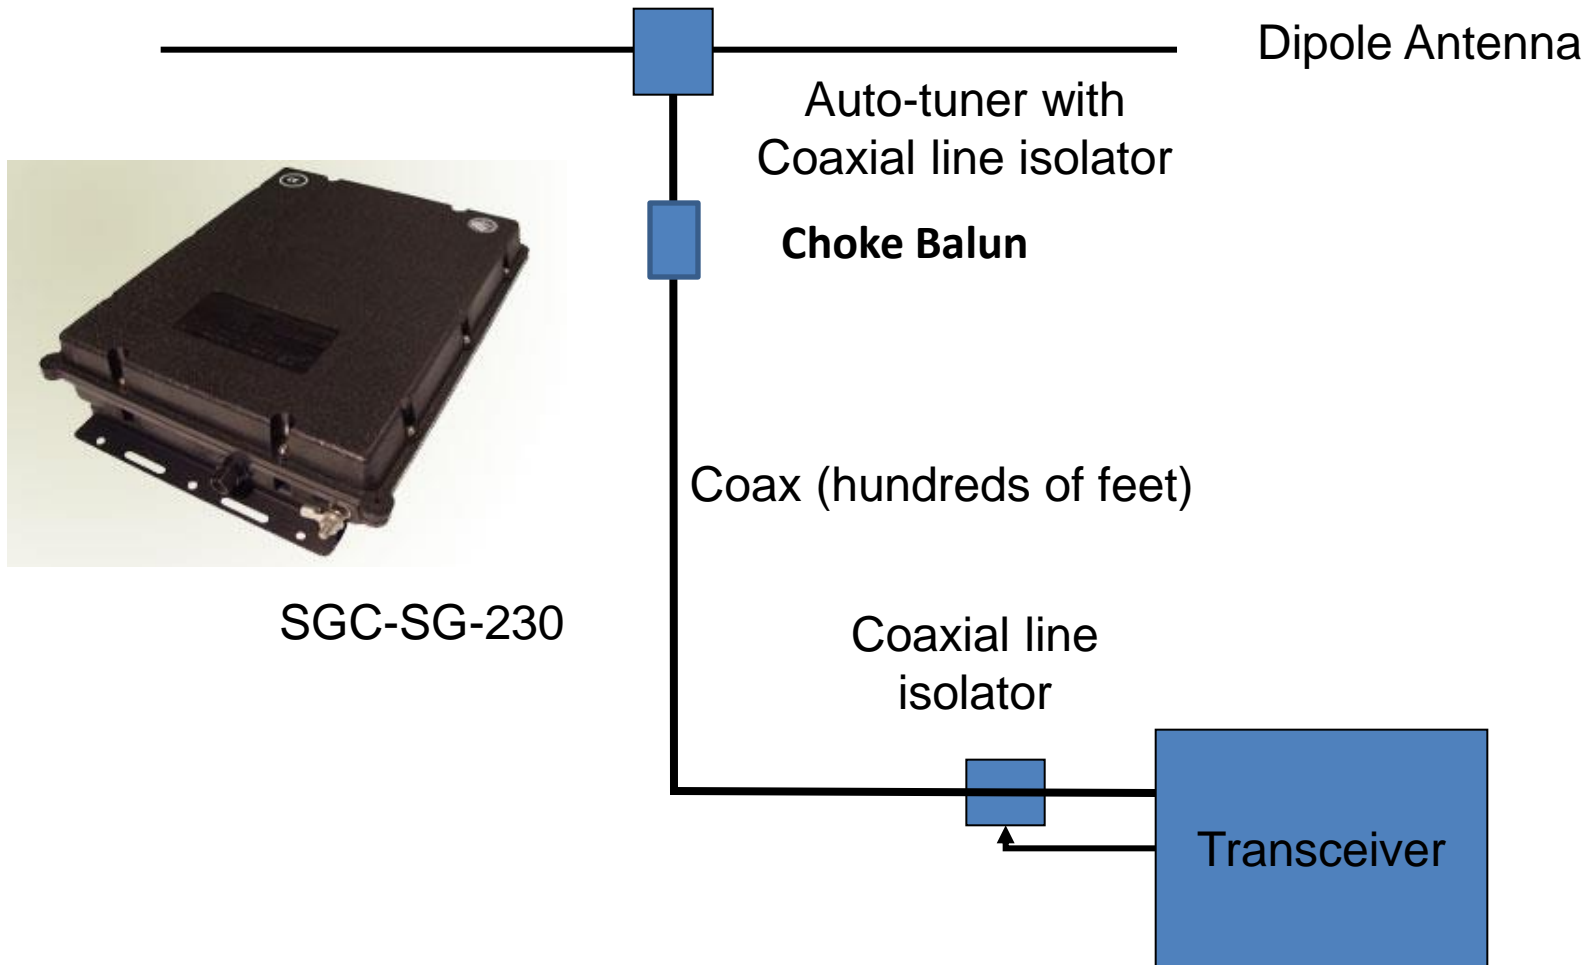 Dipole Antenna
Auto-tuner with
Coaxial line isolator
Choke Balun
Coax (hundreds of feet)
SGC-SG-230
Coaxial line
isolator
Transceiver